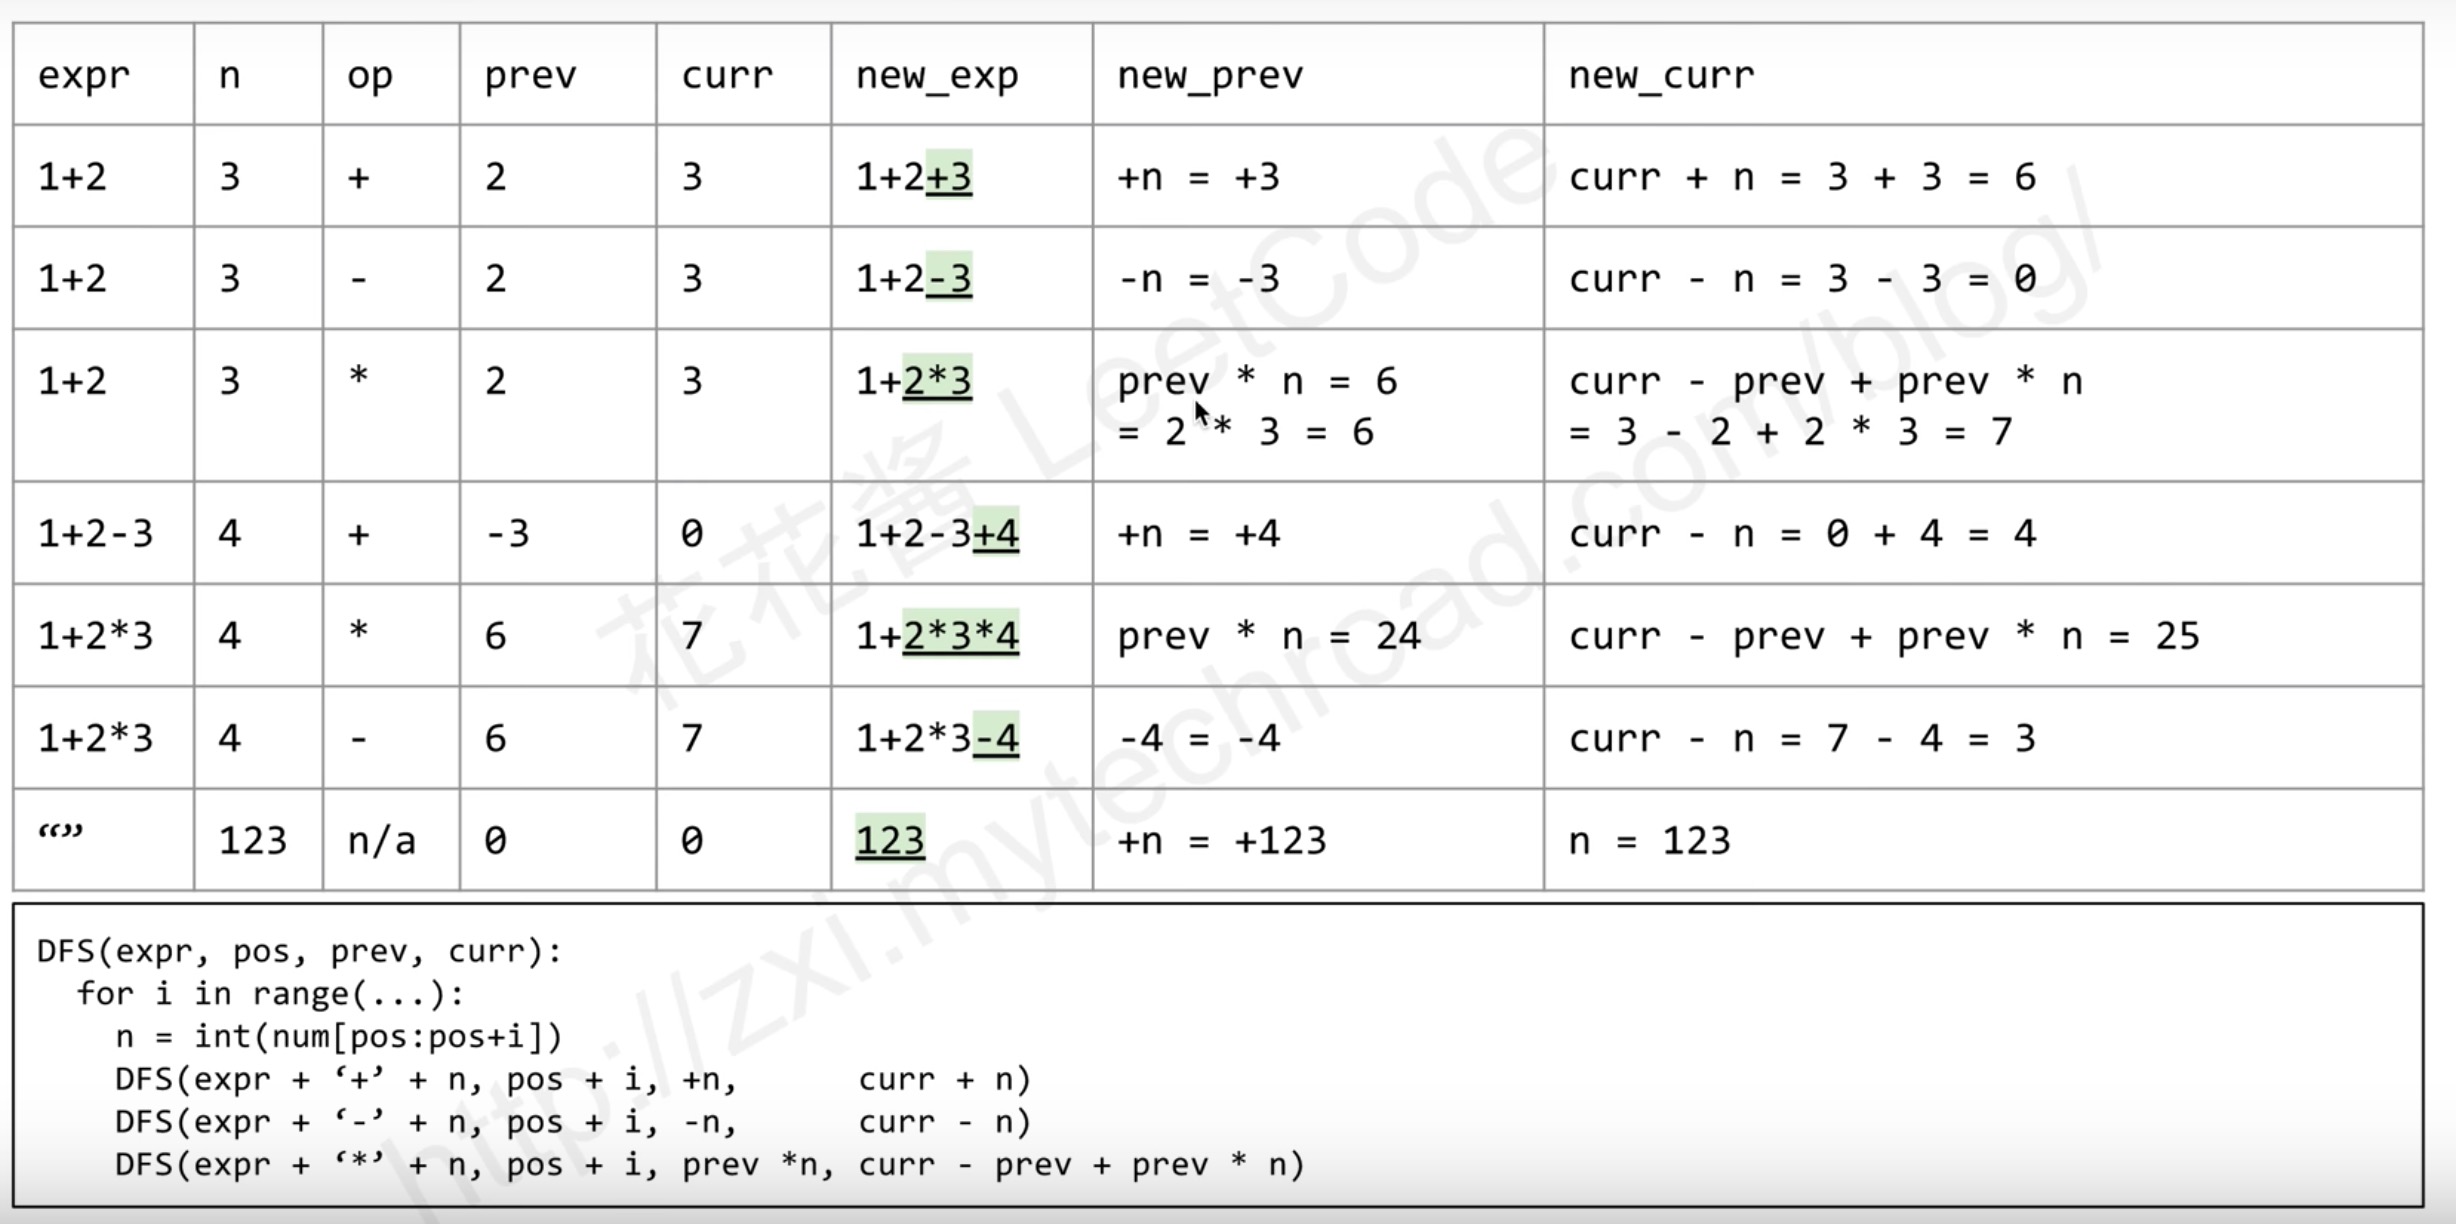 expr n op prev curr new_exp new_prev new_curr
1+2 3 + 2 3 1+2+3 +n = +3 curr + n = 3 + 3 = 6
1+2 3 - 2 3 1+2-3 -n = -3 curr - n = 3 - 3 = 0
1+2 3 * 2 3 1+2*3 prev * n = 6 curr - prev + prev * n
= 2 * 3 = 6 = 3 - 2 + 2 * 3 = 7
1+2-3 4 + -3 0 1+2-3+4 +n = +4 curr - n = 0 + 4 = 4
1+2*3 4 * 6 7 1+2*3*4 prev * n = 24 curr - prev + prev * n = 25
1+2*3 4 - 6 7 1+2*3-4 -4 = -4 curr - n = 7 - 4 = 3
“” 123 n/a 0 0 123 +n = +123 n = 123
DFS(expr, pos, prev, curr):
for i in range(...):
n = int(num[pos:pos+i])
DFS(expr + ‘+’ + n, pos + i, +n, curr + n)
DFS(expr + ‘-’ + n, pos + i, -n, curr - n)
DFS(expr + ‘*’ + n, pos + i, prev *n, curr - prev + prev * n)
花花酱 LeetCode
http://zxi.mytechroad.com/blog/